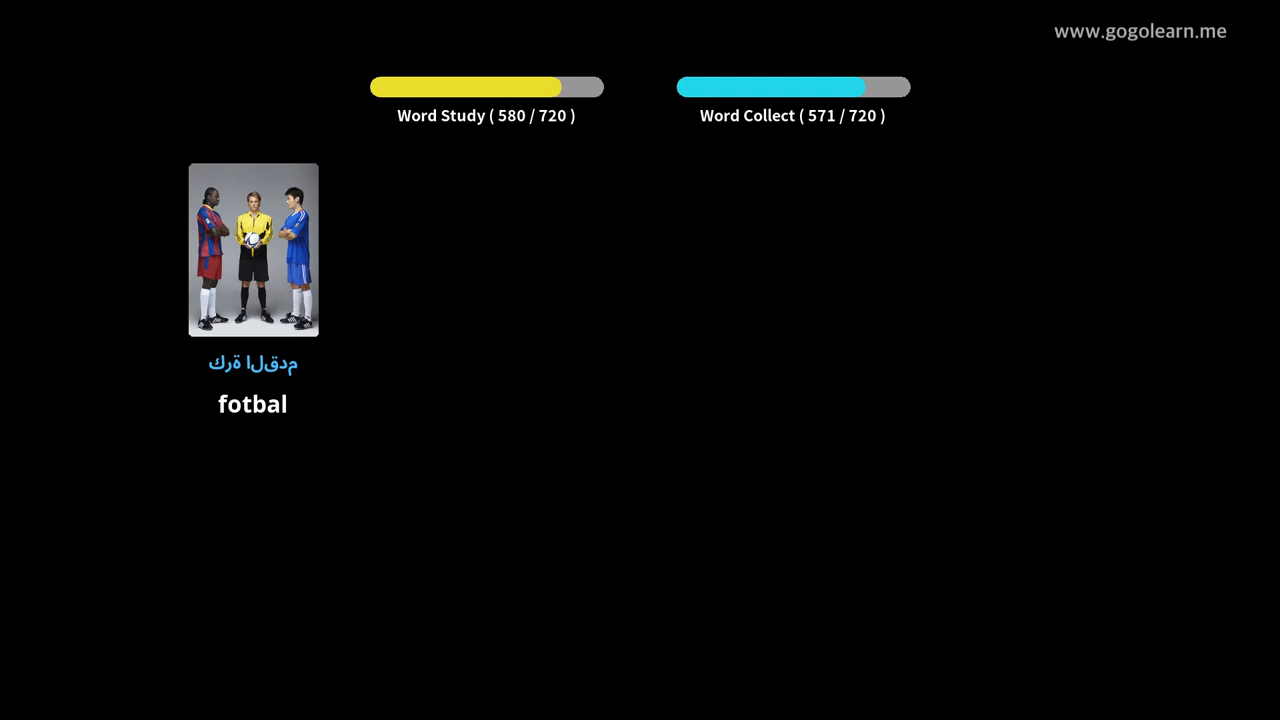 www.gogolearn.me
Word Study ( 580 / 720 )
Word Collect ( 571 / 720 )
كرة القدم
fotbal